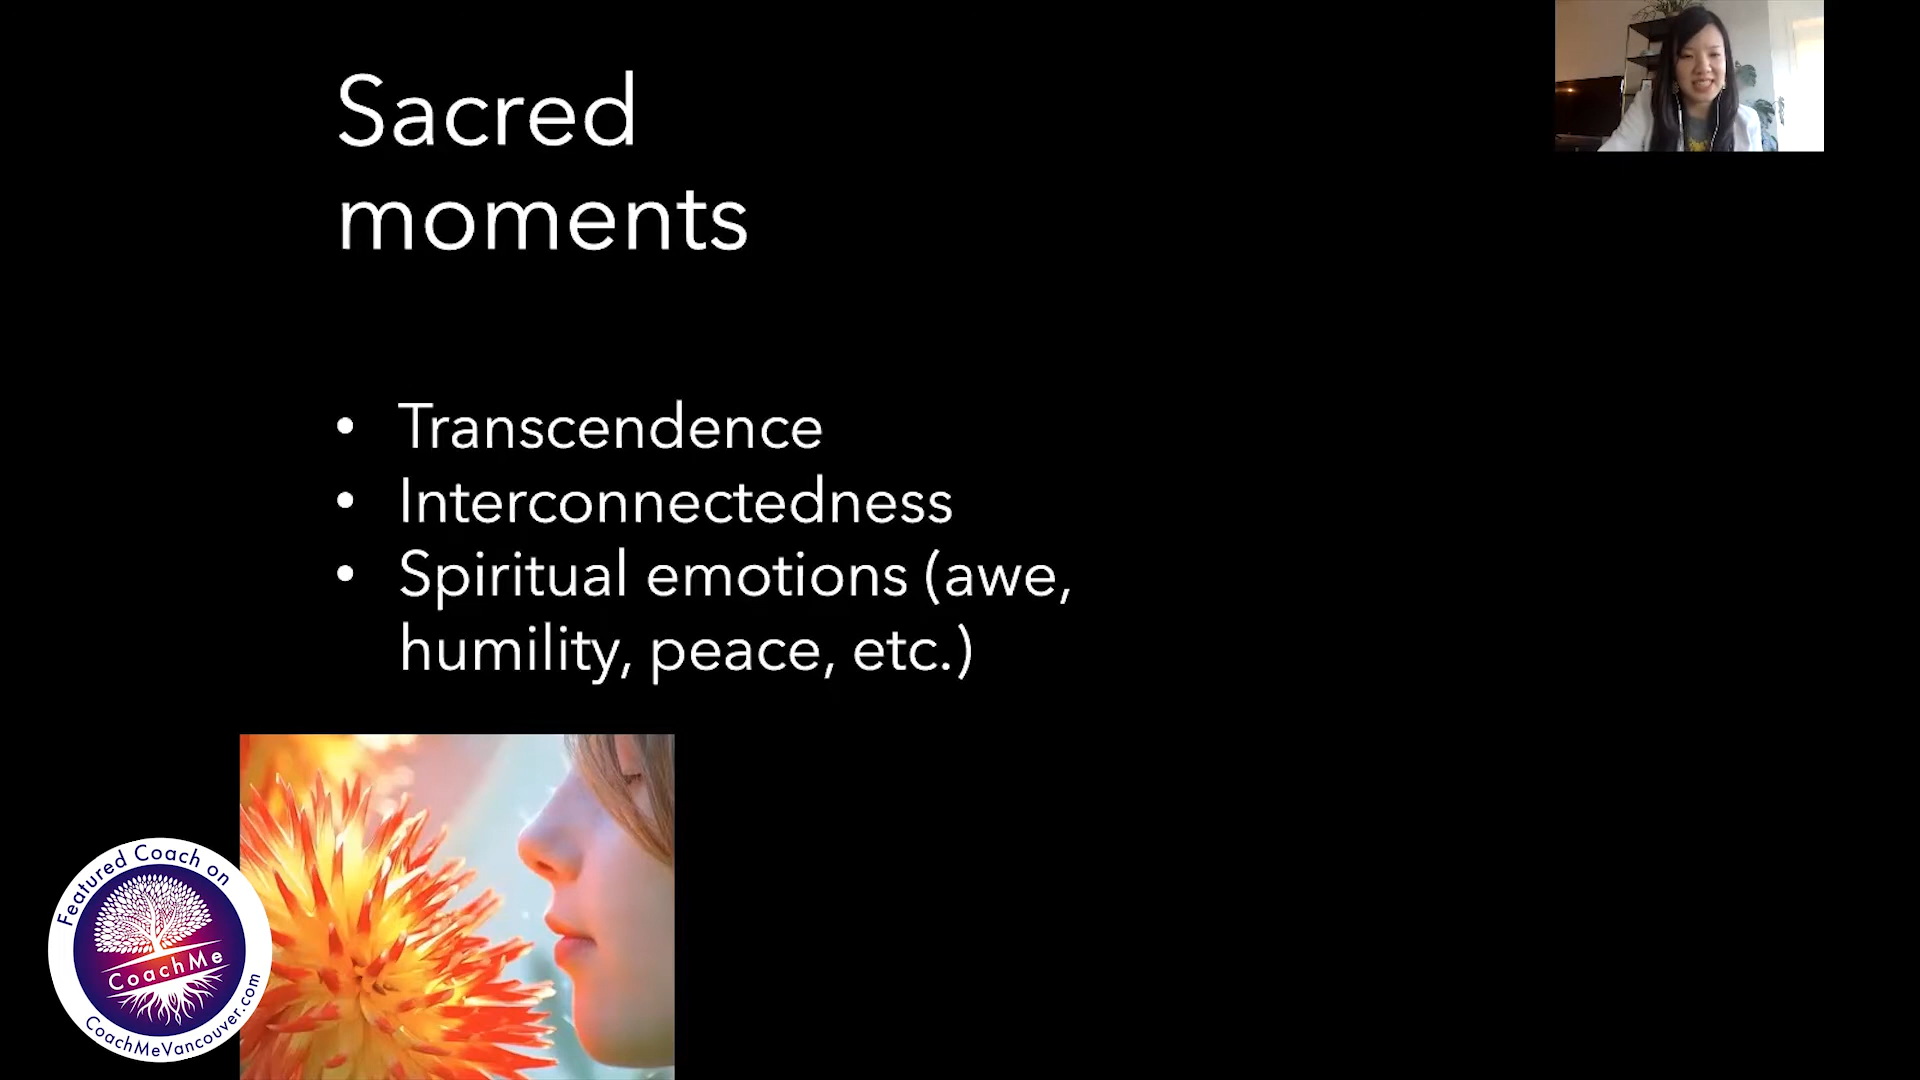 Sacred
moments
• Transcendence
• Interconnectedness
• Spiritual emotions (awe,
humility, peace, etc.)
Featured Coach on
CoachMe
CoachMeVancouver.com